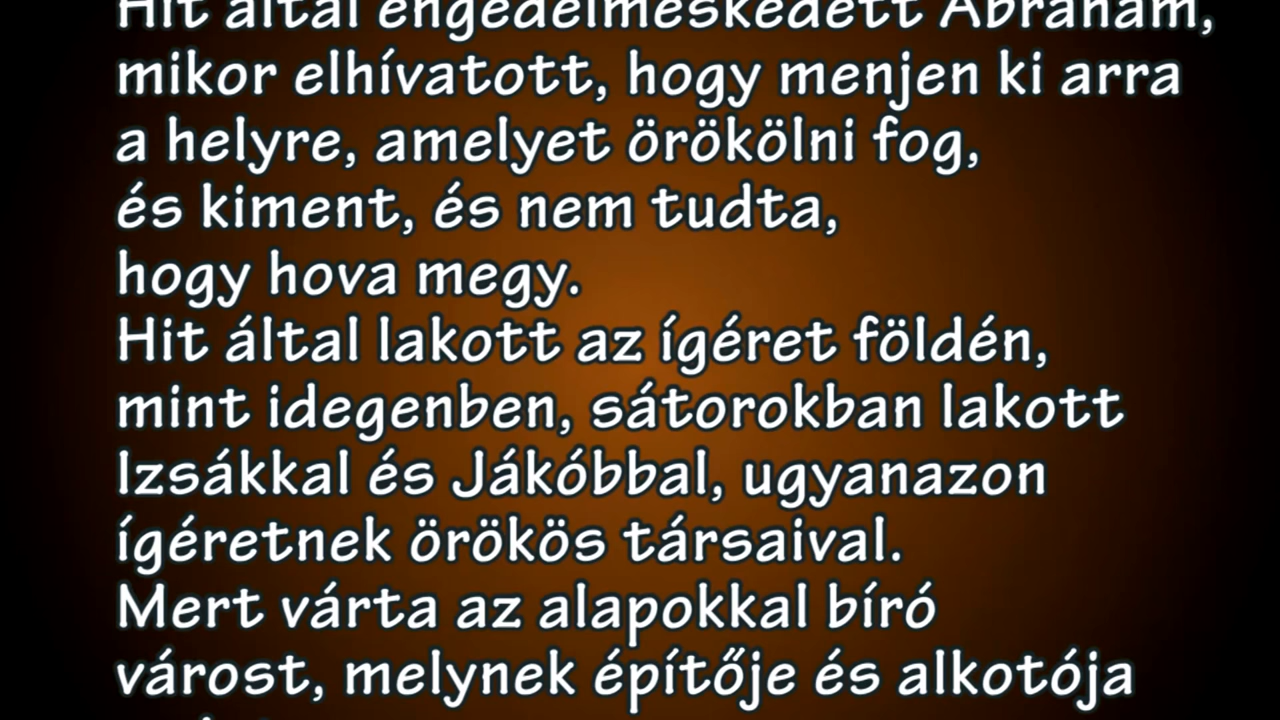 Hit által engedelmeskedett Ábrahám,
mikor elhívatott, hogy menjen ki arra
a helyre, amelyet örökölni fog,
és kiment, és nem tudta,
hogy hova megy.
Hit által lakott az ígéret földén,
mint idegenben, sátorokban lakott
Izsákkal és Jákóbbal, ugyanazon
ígéretnek örökös társaival.
Mert várta az alapokkal bíró
várost, melynek építője és alkotója